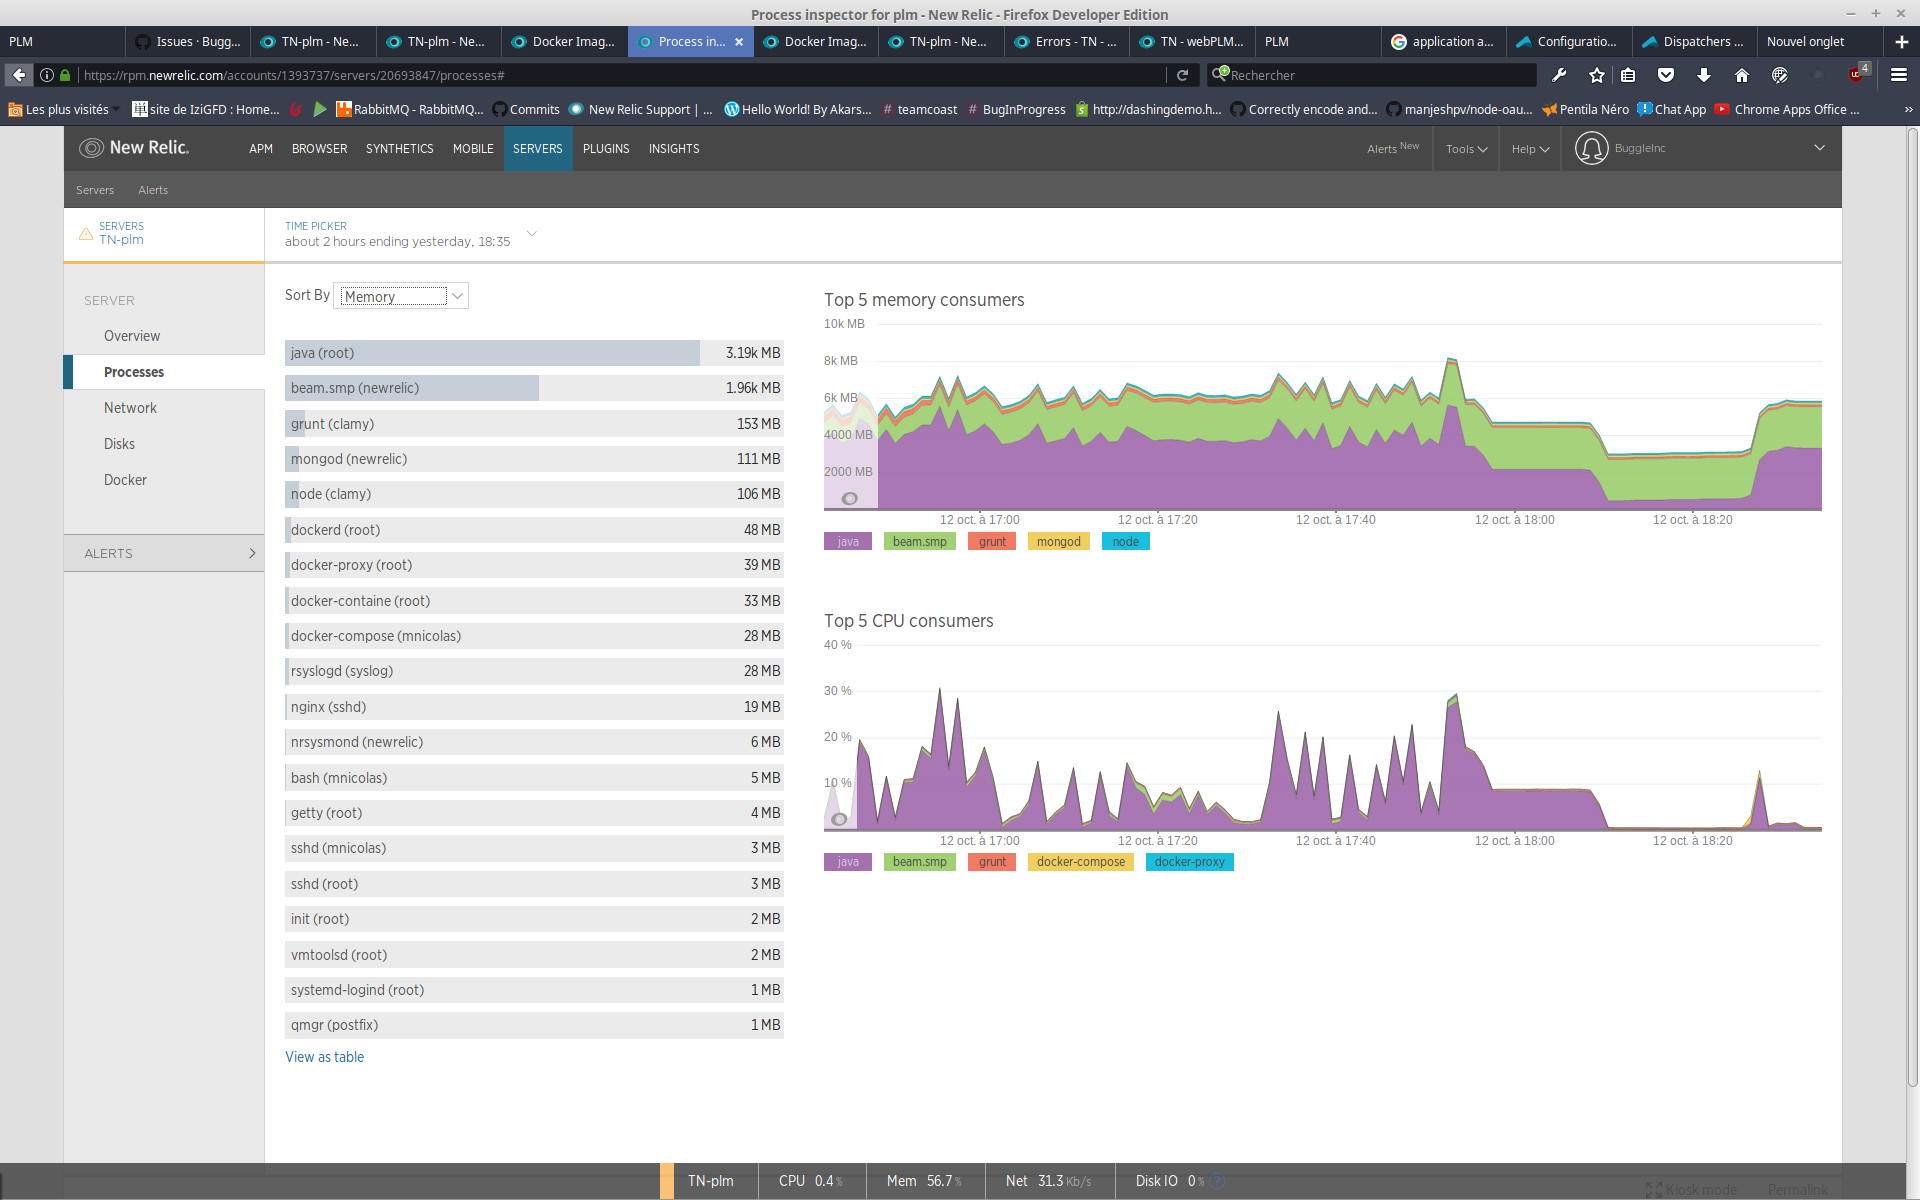 Process inspector for plm - New Relic - Firefox Developer Edition
PLM
Issues · Bugg...
TN-plm - Ne...
TN-plm - Ne...
Docker Imag...
Process in...
Docker Imag...
TN-plm - Ne...
Errors - TN - ...
TN - webPLM...
PLM
application a...
Configuratio...
Dispatchers ...
Nouvel onglet
https://rpm.newrelic.com/accounts/1393737/servers/20693847/processes#
Rechercher
4
Les plus visités
site de IziGFD : Home...
RabbitMQ - RabbitMQ...
Commits
New Relic Support | ...
Hello World! By Akars...
# teamcoast
# BugInProgress
http://dashingdemo.h...
Correctly encode and...
manjeshpv/node-oau...
Pentila Néro
Chat App
Chrome Apps Office ...
»
New Relic.
APM
BROWSER
SYNTHETICS
MOBILE
SERVERS
PLUGINS
INSIGHTS
Alerts New
Tools
Help
BuggleInc
Servers
Alerts
SERVERS
TN-plm
TIME PICKER
about 2 hours ending yesterday, 18:35
SERVER
Overview
Processes
Network
Disks
Docker
ALERTS
Sort By Memory
java (root) 3.19k MB
beam.smp (newrelic) 1.96k MB
grunt (clamy) 153 MB
mongod (newrelic) 111 MB
node (clamy) 106 MB
dockerd (root) 48 MB
docker-proxy (root) 39 MB
docker-containe (root) 33 MB
docker-compose (mnicolas) 28 MB
rsyslogd (syslog) 28 MB
nginx (sshd) 19 MB
nrsysmond (newrelic) 6 MB
bash (mnicolas) 5 MB
getty (root) 4 MB
sshd (mnicolas) 3 MB
sshd (root) 3 MB
init (root) 2 MB
vmtoolsd (root) 2 MB
systemd-logind (root) 1 MB
qmgr (postfix) 1 MB
View as table
Top 5 memory consumers
10k MB
8k MB
6k MB
4000 MB
2000 MB
12 oct. à 17:00
12 oct. à 17:20
12 oct. à 17:40
12 oct. à 18:00
12 oct. à 18:20
java
beam.smp
grunt
mongod
node
Top 5 CPU consumers
40 %
30 %
20 %
10 %
12 oct. à 17:00
12 oct. à 17:20
12 oct. à 17:40
12 oct. à 18:00
12 oct. à 18:20
java
beam.smp
grunt
docker-compose
docker-proxy
TN-plm
CPU 0.4 %
Mem 56.7 %
Net 31.3 Kb/s
Disk IO 0 %
Kiosk mode
Permalink